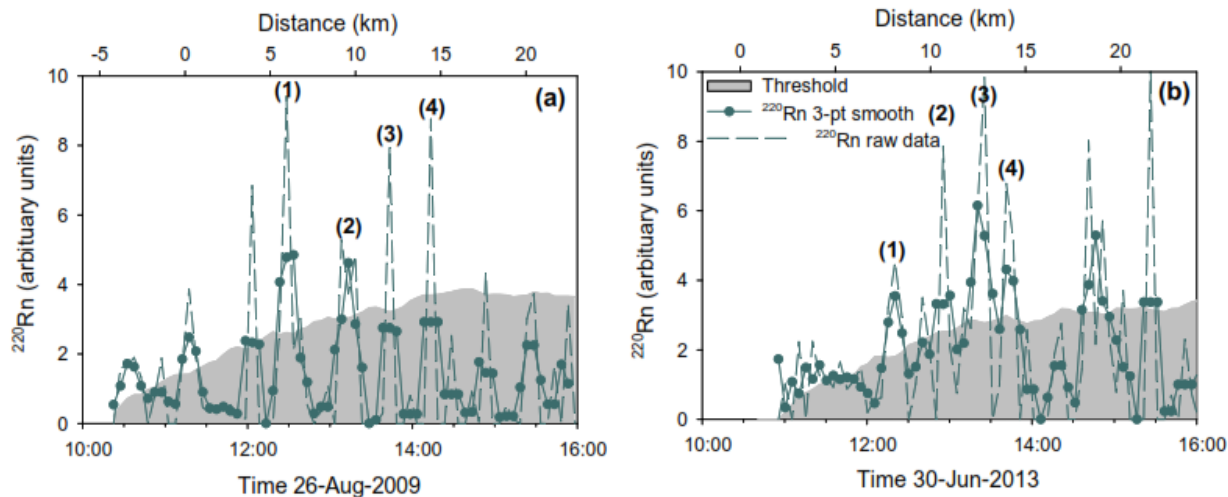 Distance (km)
-5 0 5 10 15 20
10
8
6
4
2
0
²²⁰Rn (arbituary units)
(1)
(2)
(3)
(4)
(a)
10:00 12:00 14:00 16:00
Time 26-Aug-2009
Distance (km)
0 5 10 15 20
10
8
6
4
2
0
²²⁰Rn (arbituary units)
Threshold
²²⁰Rn 3-pt smooth
²²⁰Rn raw data
(1)
(2)
(3)
(4)
(b)
10:00 12:00 14:00 16:00
Time 30-Jun-2013